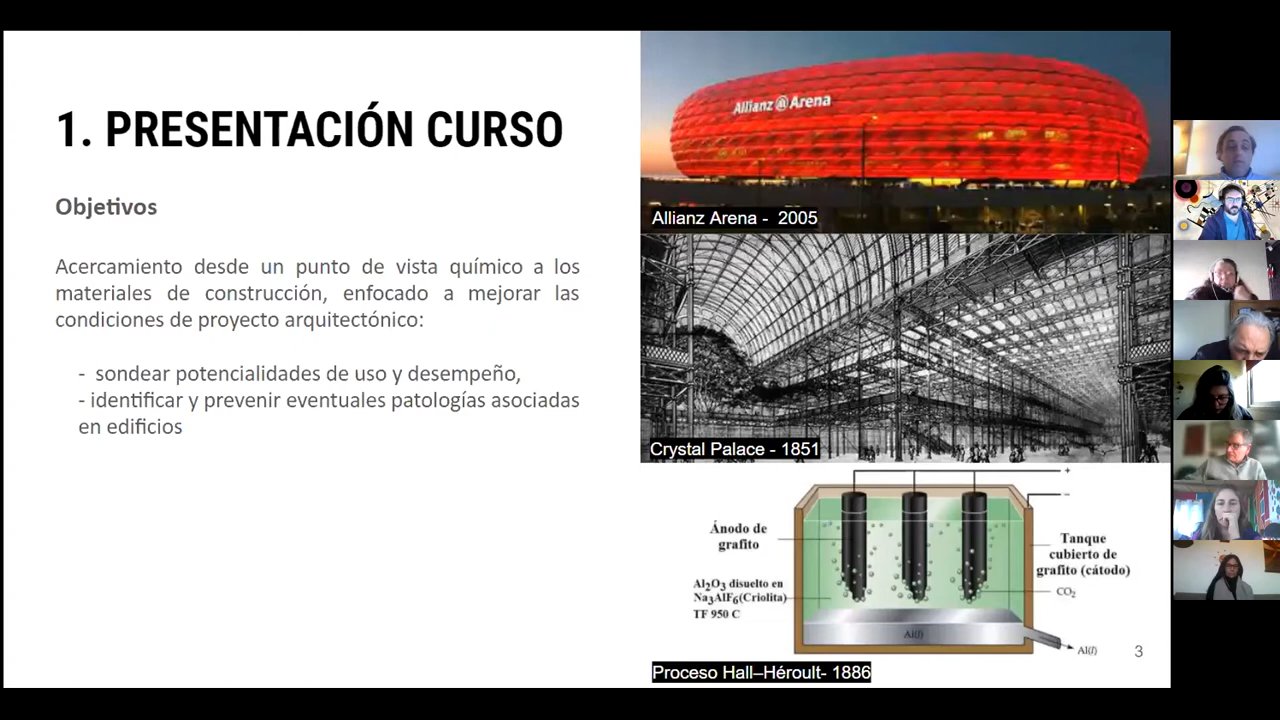 1. PRESENTACIÓN CURSO
Objetivos
Acercamiento desde un punto de vista químico a los
materiales de construcción, enfocado a mejorar las
condiciones de proyecto arquitectónico:
- sondear potencialidades de uso y desempeño,
- identificar y prevenir eventuales patologías asociadas
en edificios
Allianz Arena
Allianz Arena - 2005
Crystal Palace - 1851
+
−
Ánodo de
grafito
Tanque
cubierto de
grafito (cátodo)
Al₂O₃ disuelto en
Na₃AlF₆(Criolita)
TF 950 C
CO₂
Al(l)
Al(l)
Proceso Hall–Héroult- 1886
3